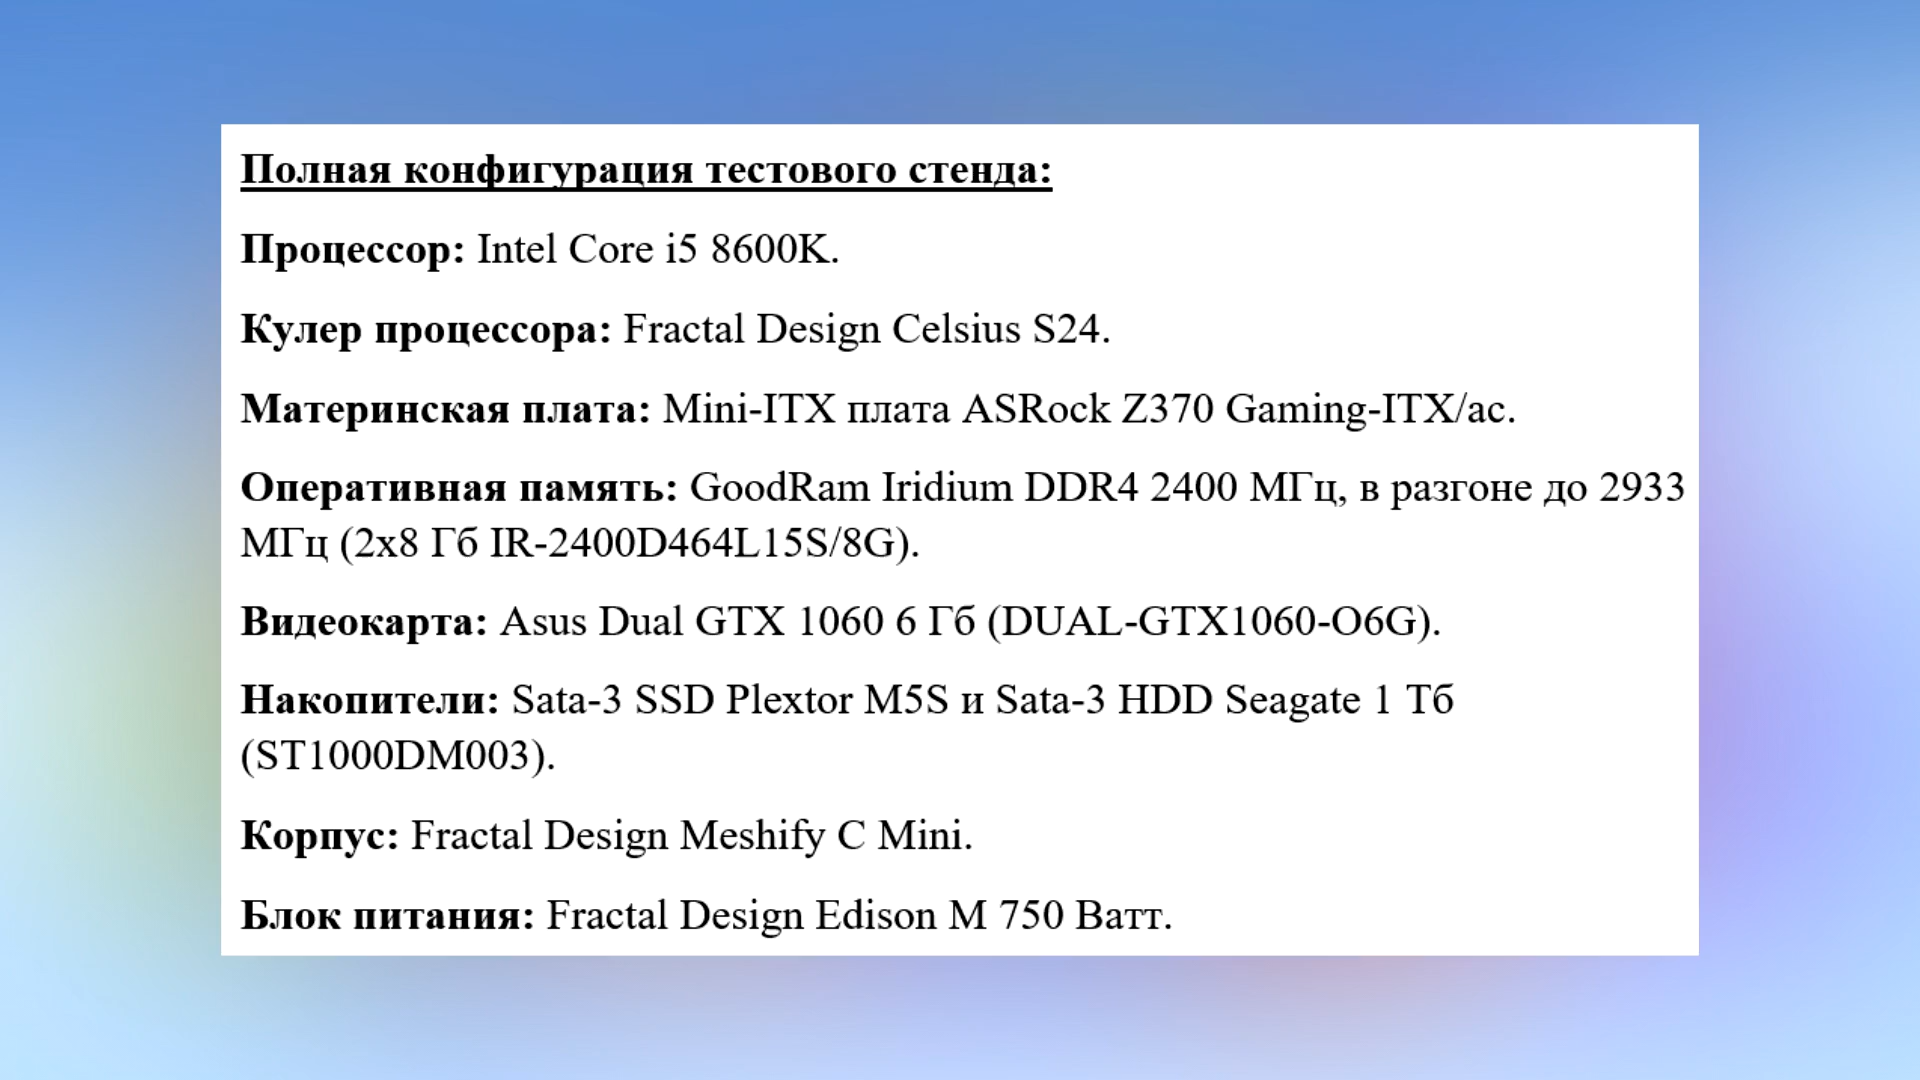 Полная конфигурация тестового стенда:
Процессор: Intel Core i5 8600K.
Кулер процессора: Fractal Design Celsius S24.
Материнская плата: Mini-ITX плата ASRock Z370 Gaming-ITX/ac.
Оперативная память: GoodRam Iridium DDR4 2400 МГц, в разгоне до 2933
МГц (2x8 Гб IR-2400D464L15S/8G).
Видеокарта: Asus Dual GTX 1060 6 Гб (DUAL-GTX1060-O6G).
Накопители: Sata-3 SSD Plextor M5S и Sata-3 HDD Seagate 1 Тб
(ST1000DM003).
Корпус: Fractal Design Meshify C Mini.
Блок питания: Fractal Design Edison M 750 Ватт.